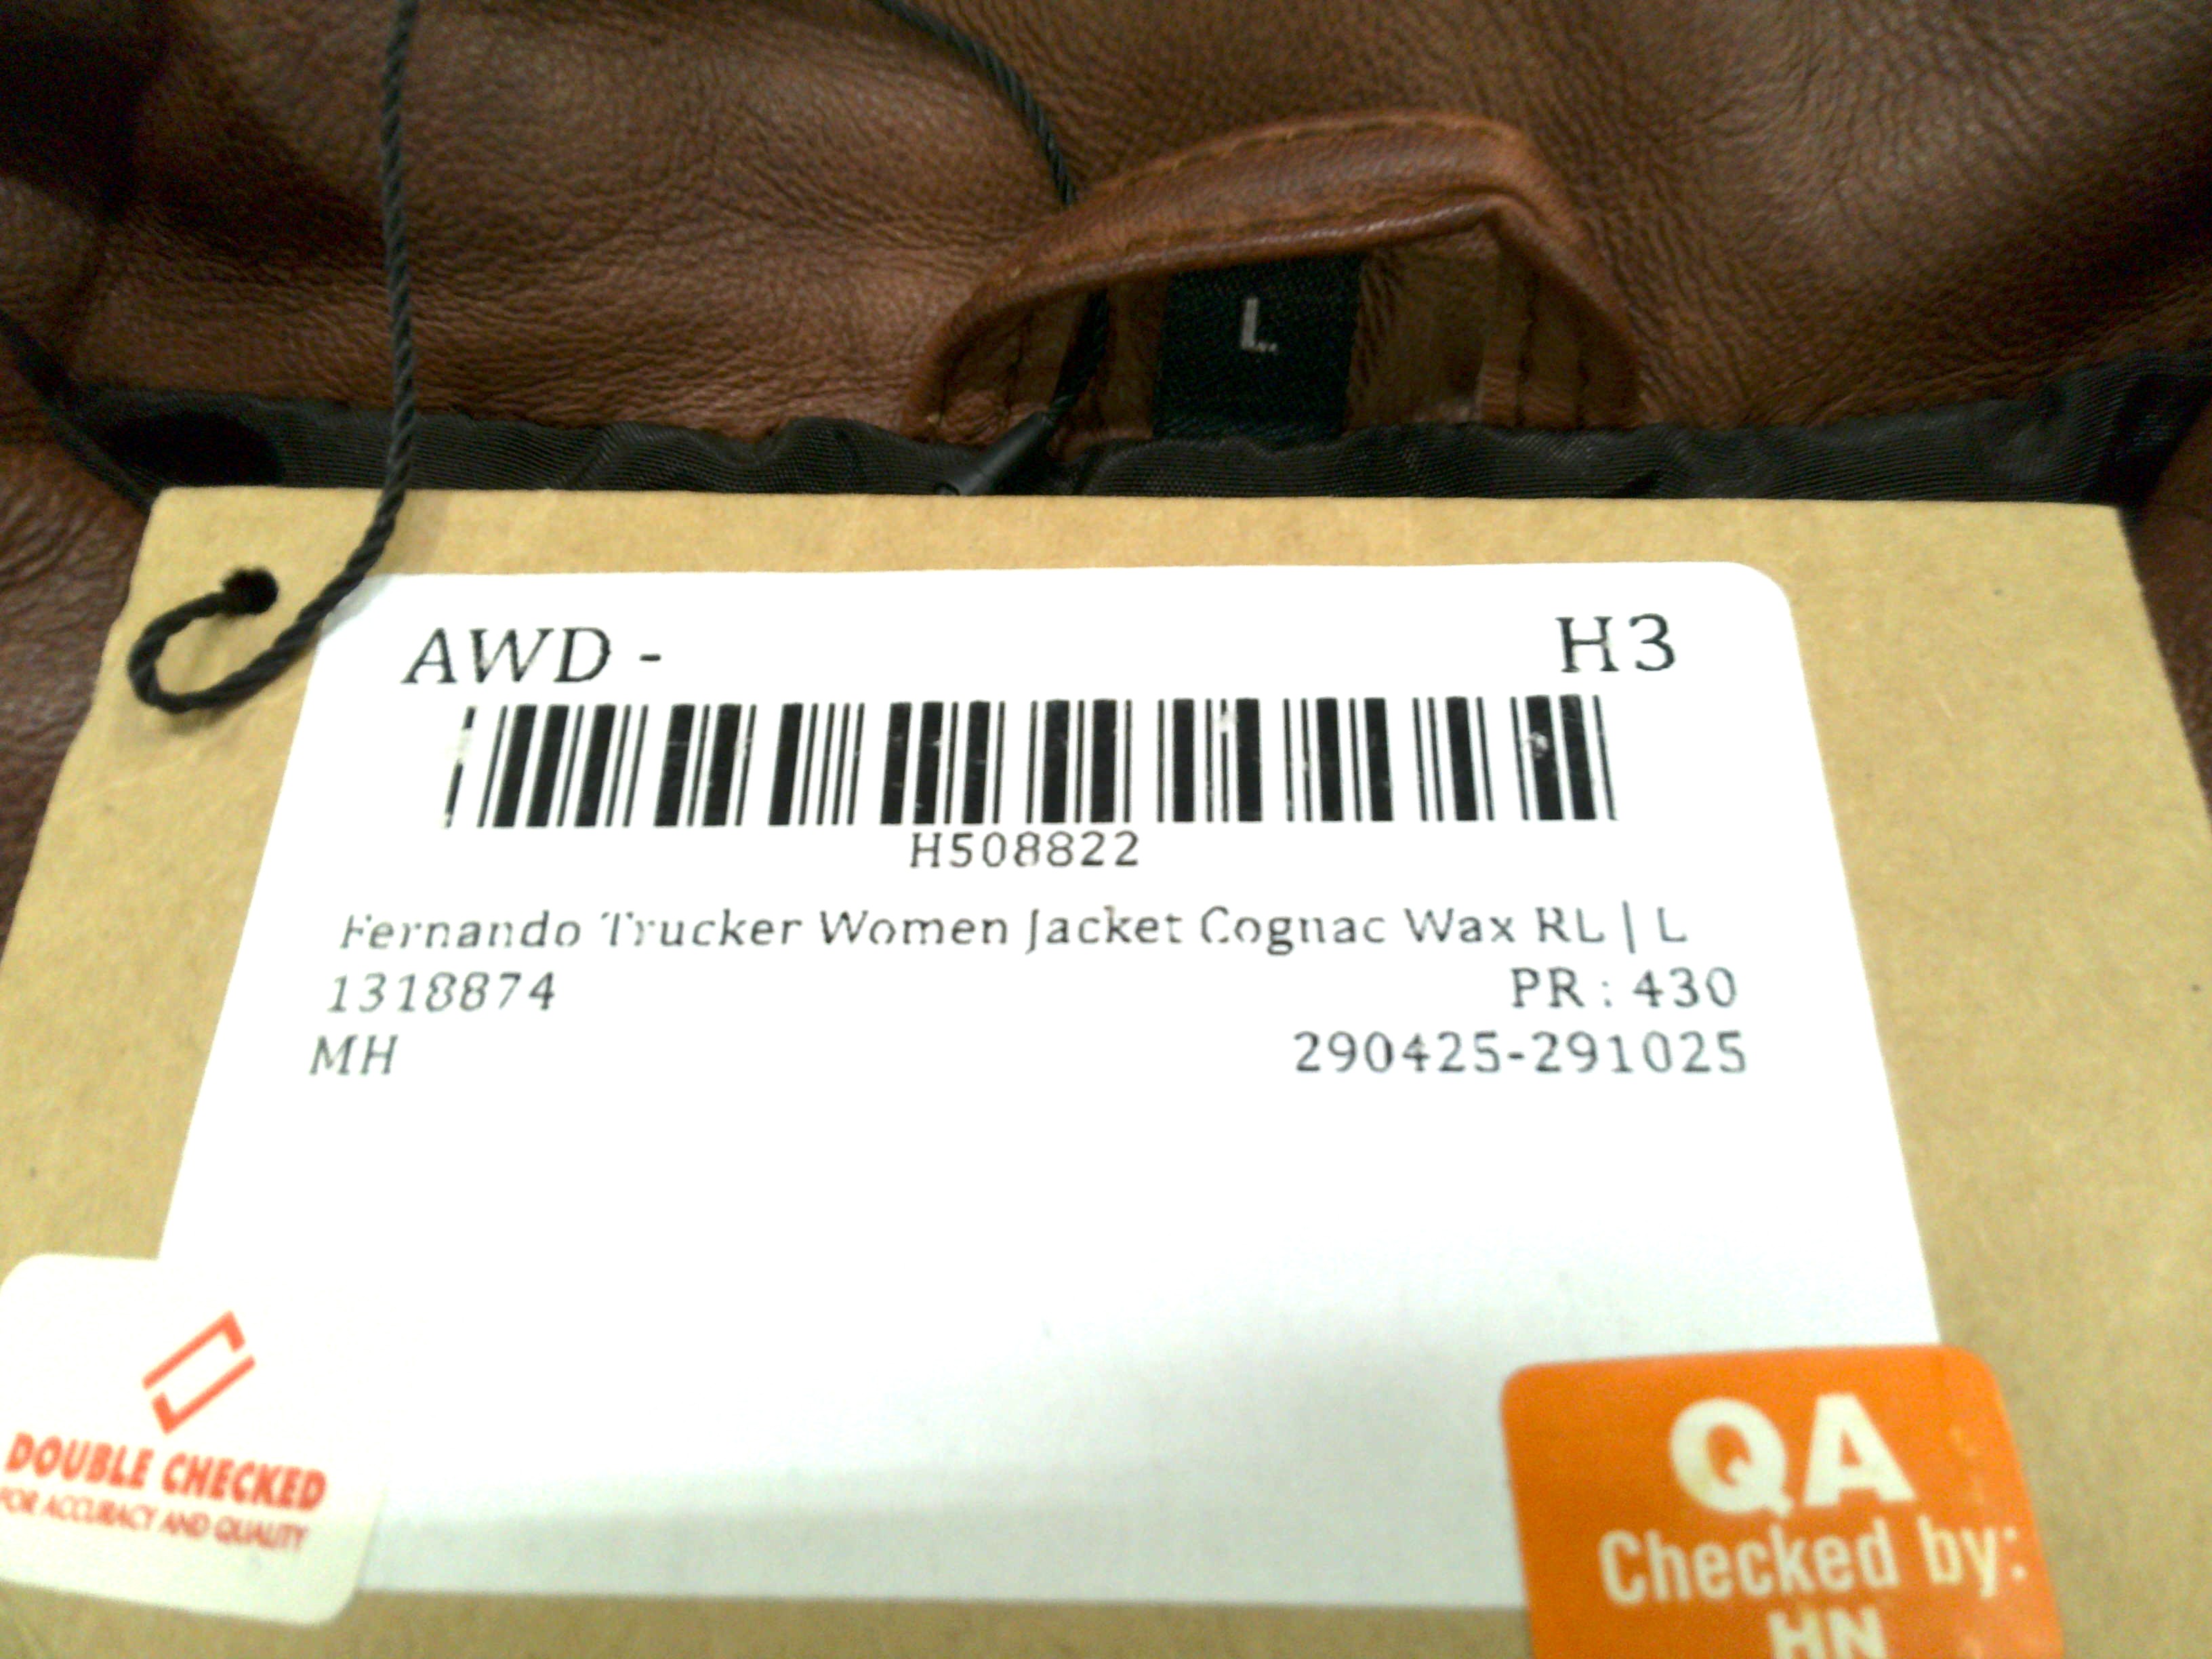 L
AWD - H3
H508822
Fernando Trucker Women Jacket Cognac Wax RL | L
1318874 PR : 430
MH 290425-291025
DOUBLE CHECKED
FOR ACCURACY AND QUALITY
QA
Checked by:
HN